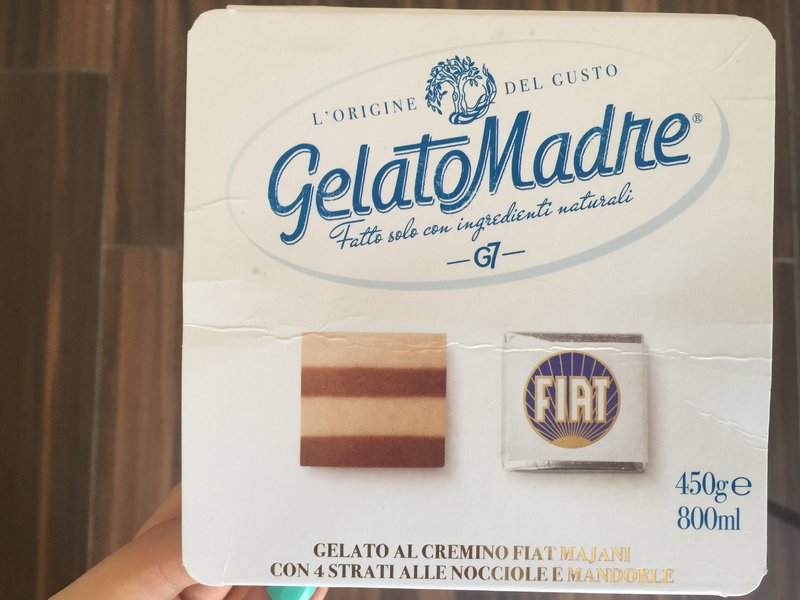 L'ORIGINE DEL GUSTO
GelatoMadre®
Fatto solo con ingredienti naturali
G7
FIAT
450g e
800ml
GELATO AL CREMINO FIAT MAJANI
CON 4 STRATI ALLE NOCCIOLE E MANDORLE